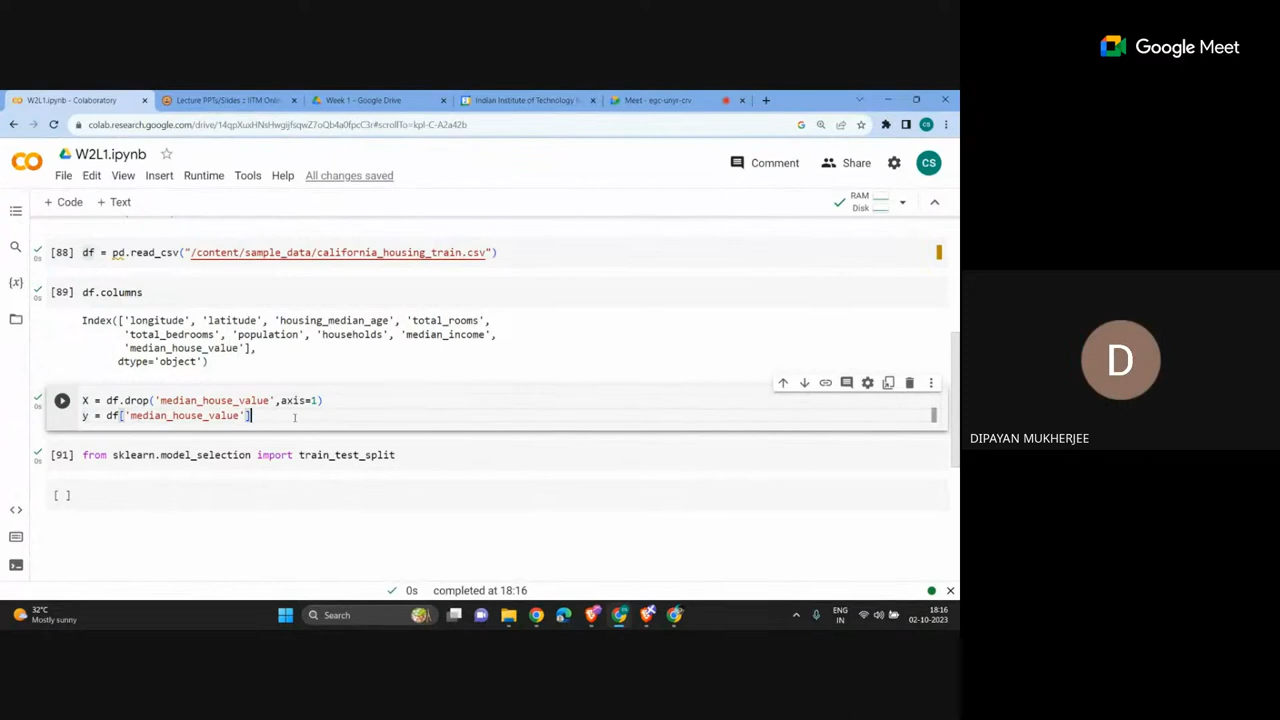 Google Meet
W2L1.ipynb - Colaboratory
Lecture PPTs/Slides :: IITM Onlin
Week 1 - Google Drive
Indian Institute of Technology M
Meet - egc-unyr-crv
colab.research.google.com/drive/14qpXuxHNsHwgijfsqwZ7oQb4a0fpcC3r#scrollTo=kpl-C-A2a42b
W2L1.ipynb
Comment
Share
CS
File Edit View Insert Runtime Tools Help All changes saved
+ Code + Text
RAM
Disk
[88] df = pd.read_csv("/content/sample_data/california_housing_train.csv")
0s
[89] df.columns
0s
Index(['longitude', 'latitude', 'housing_median_age', 'total_rooms',
'total_bedrooms', 'population', 'households', 'median_income',
'median_house_value'],
dtype='object')
X = df.drop('median_house_value',axis=1)
0s
y = df['median_house_value']
[91] from sklearn.model_selection import train_test_split
0s
[ ]
0s completed at 18:16
D
DIPAYAN MUKHERJEE
32°C
Mostly sunny
Search
ENG
IN
18:16
02-10-2023